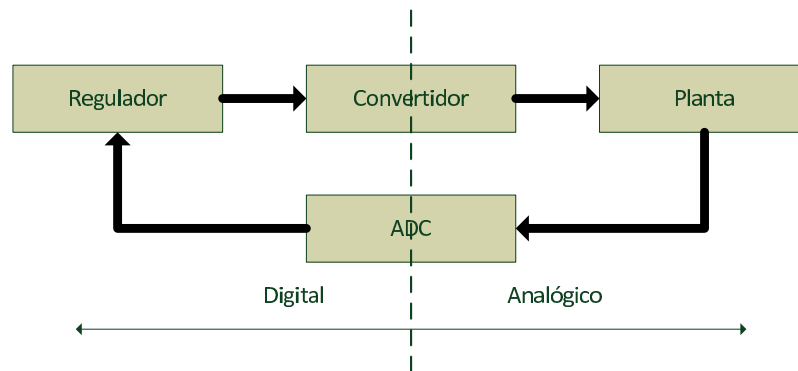 Regulador
Convertidor
Planta
ADC
Digital
Analógico